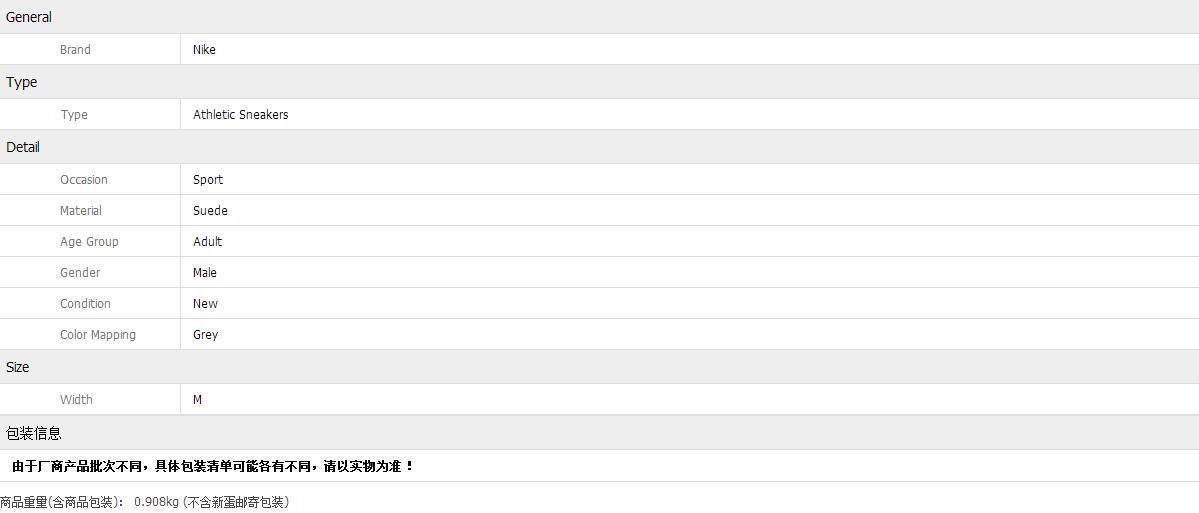 General
Brand Nike
Type
Type Athletic Sneakers
Detail
Occasion Sport
Material Suede
Age Group Adult
Gender Male
Condition New
Color Mapping Grey
Size
Width M
包装信息
由于厂商产品批次不同，具体包装清单可能各有不同，请以实物为准！
商品重量(含商品包装)： 0.908kg (不含新蛋邮寄包装)